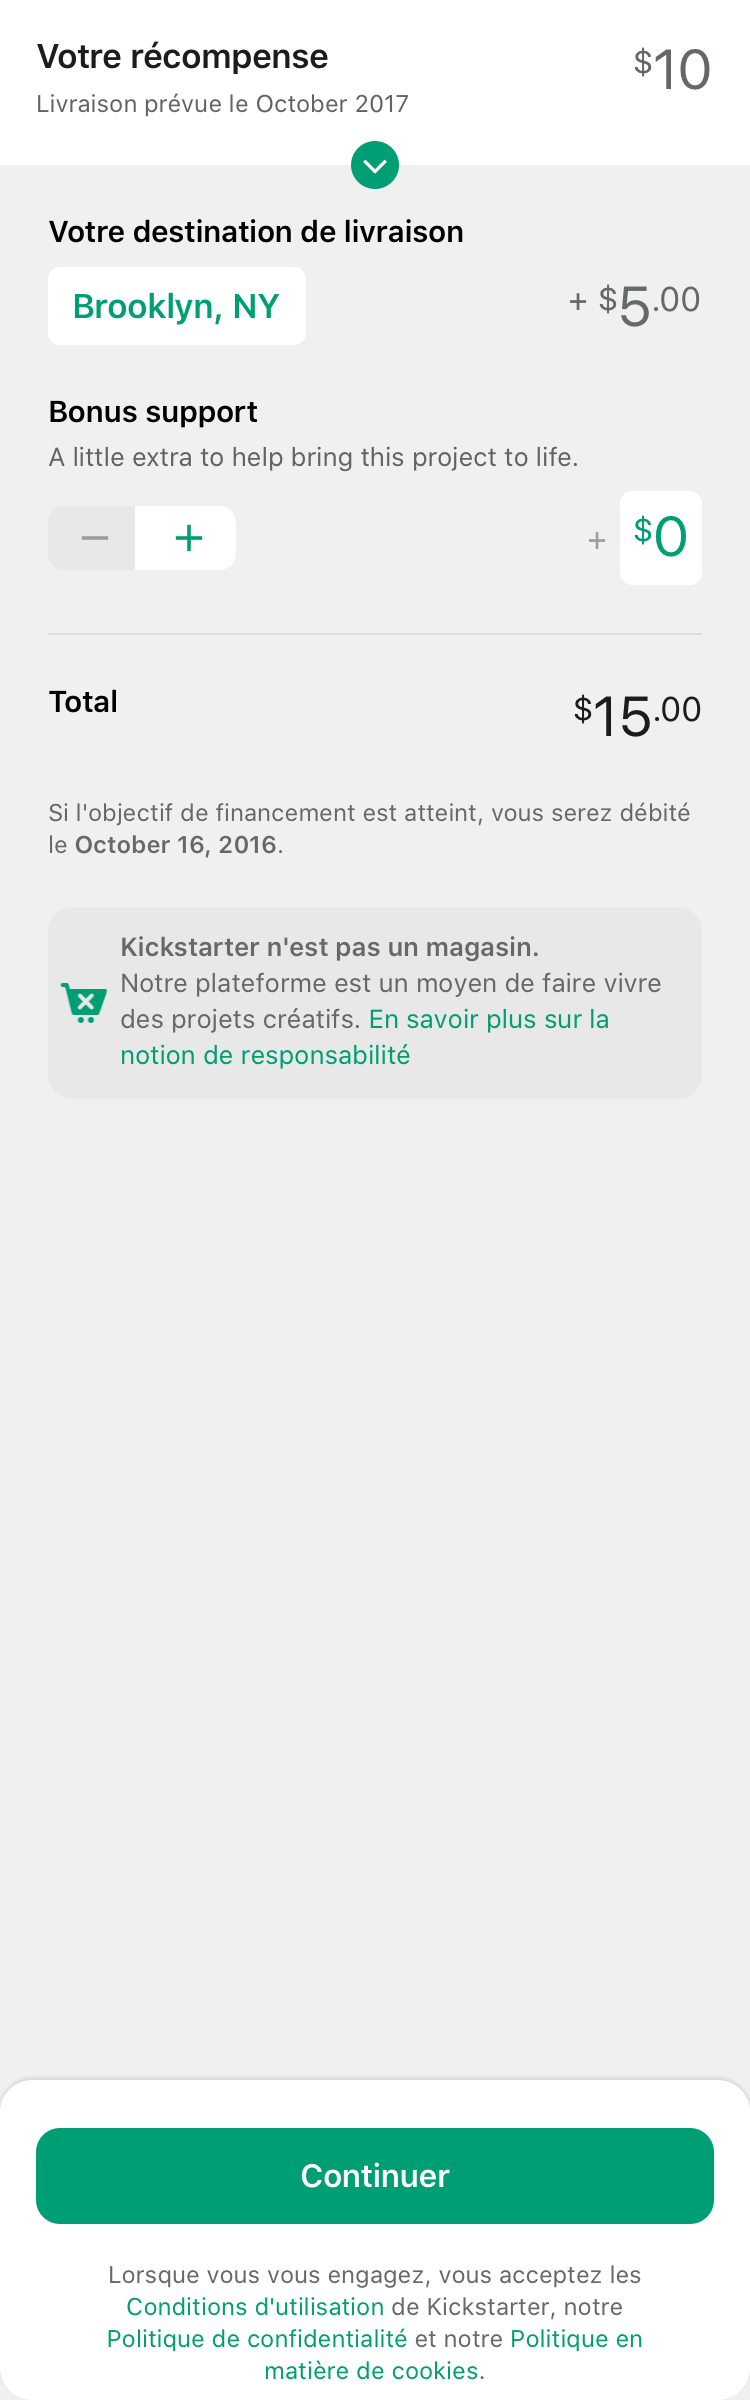 Votre récompense
$10
Livraison prévue le October 2017
Votre destination de livraison
Brooklyn, NY
+ $5.00
Bonus support
A little extra to help bring this project to life.
− +
+ $0
Total
$15.00
Si l'objectif de financement est atteint, vous serez débité
le October 16, 2016.
Kickstarter n'est pas un magasin.
Notre plateforme est un moyen de faire vivre
des projets créatifs. En savoir plus sur la
notion de responsabilité
Continuer
Lorsque vous vous engagez, vous acceptez les
Conditions d'utilisation de Kickstarter, notre
Politique de confidentialité et notre Politique en
matière de cookies.